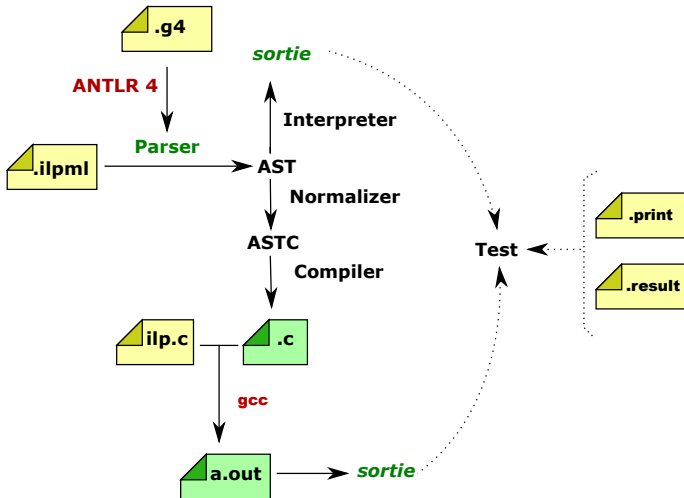 .g4
sortie
ANTLR 4
Interpreter
Parser
.ilpml
AST
Normalizer
.print
ASTC
Test
Compiler
.result
ilp.c
.c
gcc
a.out
sortie